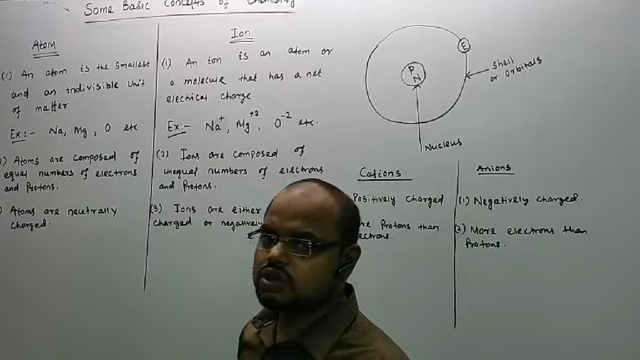 Some Basic Concepts of Chemistry
Atom
(1) An atom is the smallest
and an indivisible unit
of matter
Ex:- Na, Mg, O etc
) Atoms are composed of
equal numbers of electrons
and Protons.
) Atoms are neutrally
charged.
Ion
(1) An ion is an atom or
a molecule that has a net
electrical charge.
Ex:- Na+, Mg+2, O-2 etc.
(2) Ions are composed of
unequal numbers of electrons
and Protons.
(3) Ions are either
charged or negatively
E
P
N
Shell
or Orbitals
Nucleus
Cations
Positively charged
Protons than
Anions
(1) Negatively charged.
(2) More electrons than
Protons.